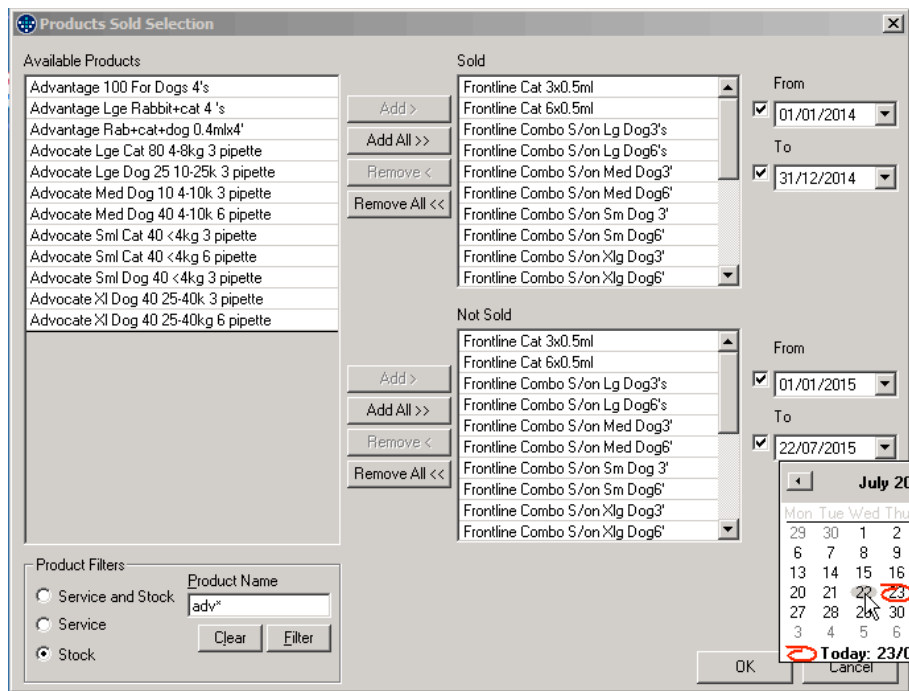 Products Sold Selection
Available Products
Advantage 100 For Dogs 4's
Advantage Lge Rabbit+cat 4 's
Advantage Rab+cat+dog 0.4mlx4'
Advocate Lge Cat 80 4-8kg 3 pipette
Advocate Lge Dog 25 10-25k 3 pipette
Advocate Med Dog 10 4-10k 3 pipette
Advocate Med Dog 40 4-10k 6 pipette
Advocate Sml Cat 40 <4kg 3 pipette
Advocate Sml Cat 40 <4kg 6 pipette
Advocate Sml Dog 40 <4kg 3 pipette
Advocate Xl Dog 40 25-40k 3 pipette
Advocate Xl Dog 40 25-40kg 6 pipette
Add >
Add All >>
Remove <
Remove All <<
Sold
Frontline Cat 3x0.5ml
Frontline Cat 6x0.5ml
Frontline Combo S/on Lg Dog3's
Frontline Combo S/on Lg Dog6's
Frontline Combo S/on Med Dog3'
Frontline Combo S/on Med Dog6'
Frontline Combo S/on Sm Dog 3'
Frontline Combo S/on Sm Dog6'
Frontline Combo S/on Xlg Dog3'
Frontline Combo S/on Xlg Dog6'
From
01/01/2014
To
31/12/2014
Add >
Add All >>
Remove <
Remove All <<
Not Sold
Frontline Cat 3x0.5ml
Frontline Cat 6x0.5ml
Frontline Combo S/on Lg Dog3's
Frontline Combo S/on Lg Dog6's
Frontline Combo S/on Med Dog3'
Frontline Combo S/on Med Dog6'
Frontline Combo S/on Sm Dog 3'
Frontline Combo S/on Sm Dog6'
Frontline Combo S/on Xlg Dog3'
Frontline Combo S/on Xlg Dog6'
From
01/01/2015
To
22/07/2015
July 20
Mon Tue Wed Thu
29 30 1 2
6 7 8 9
13 14 15 16
20 21 22 23
27 28 29 30
3 4 5 6
Today: 23/0
Product Filters
Service and Stock
Service
Stock
Product Name
adv*
Clear
Filter
OK
Cancel